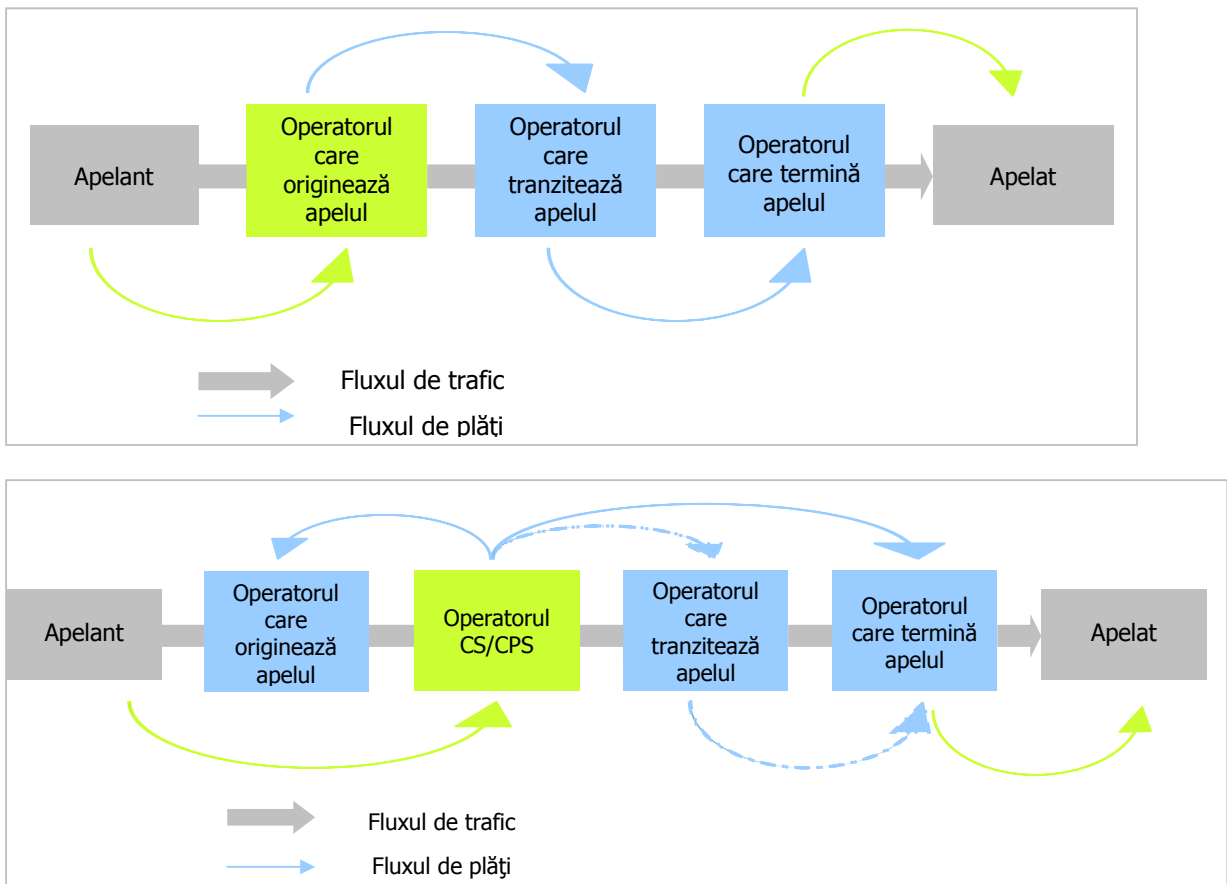 Apelant
Operatorul
care
originează
apelul
Operatorul
care
tranzitează
apelul
Operatorul
care termină
apelul
Apelat
Fluxul de trafic
Fluxul de plăţi
Apelant
Operatorul
care
originează
apelul
Operatorul
CS/CPS
Operatorul
care
tranzitează
apelul
Operatorul
care termină
apelul
Apelat
Fluxul de trafic
Fluxul de plăţi